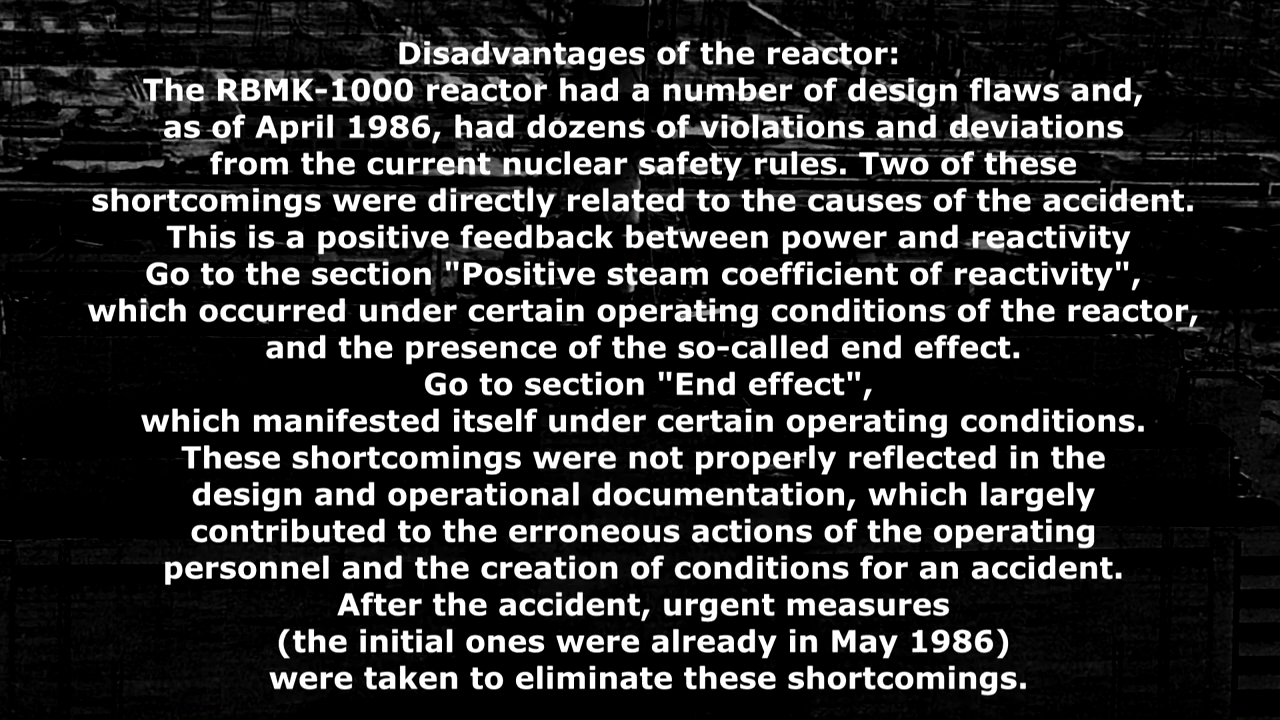 Disadvantages of the reactor:
The RBMK-1000 reactor had a number of design flaws and,
as of April 1986, had dozens of violations and deviations
from the current nuclear safety rules. Two of these
shortcomings were directly related to the causes of the accident.
This is a positive feedback between power and reactivity
Go to the section "Positive steam coefficient of reactivity",
which occurred under certain operating conditions of the reactor,
and the presence of the so-called end effect.
Go to section "End effect",
which manifested itself under certain operating conditions.
These shortcomings were not properly reflected in the
design and operational documentation, which largely
contributed to the erroneous actions of the operating
personnel and the creation of conditions for an accident.
After the accident, urgent measures
(the initial ones were already in May 1986)
were taken to eliminate these shortcomings.